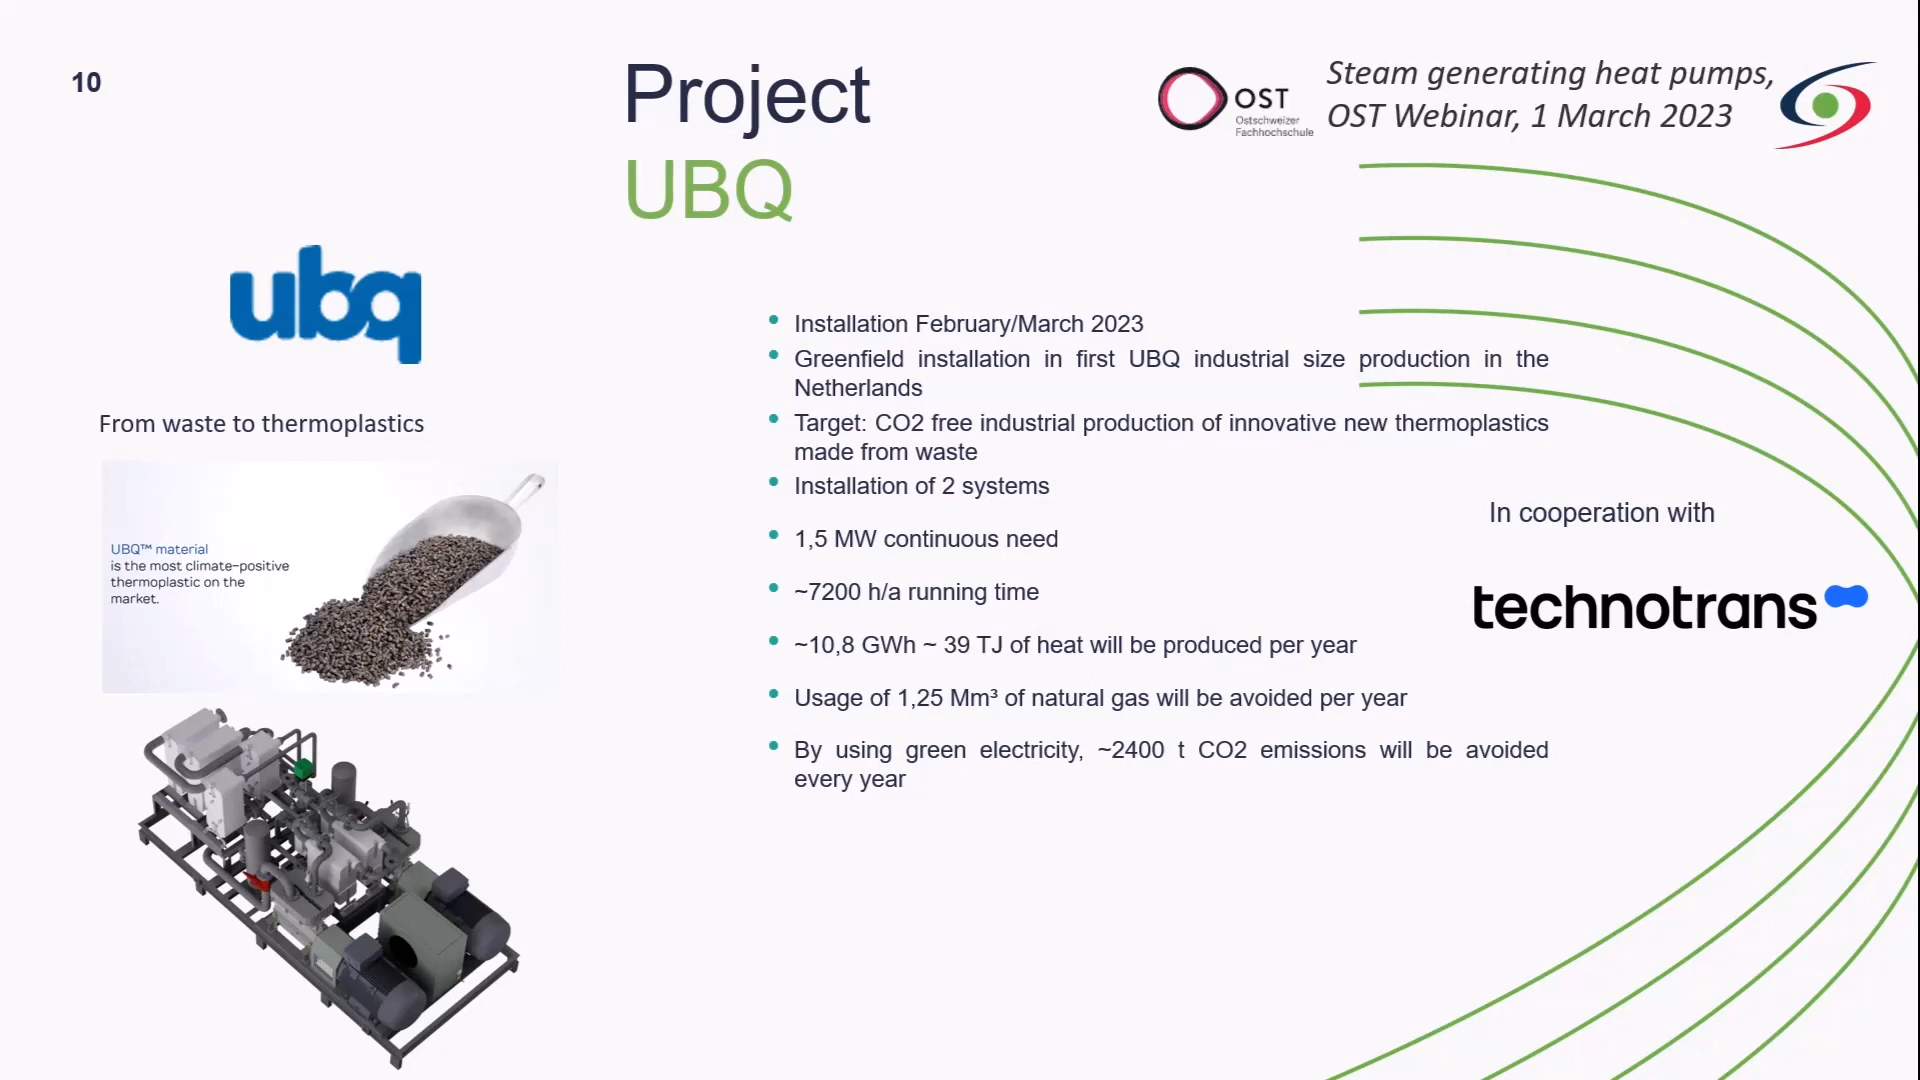 10
Project
UBQ
OST
Ostschweizer
Fachhochschule
Steam generating heat pumps,
OST Webinar, 1 March 2023
ubq
From waste to thermoplastics
UBQ™ material
is the most climate-positive
thermoplastic on the
market.
• Installation February/March 2023
• Greenfield installation in first UBQ industrial size production in the
Netherlands
• Target: CO2 free industrial production of innovative new thermoplastics
made from waste
• Installation of 2 systems
• 1,5 MW continuous need
• ~7200 h/a running time
• ~10,8 GWh ~ 39 TJ of heat will be produced per year
• Usage of 1,25 Mm³ of natural gas will be avoided per year
• By using green electricity, ~2400 t CO2 emissions will be avoided
every year
In cooperation with
technotrans